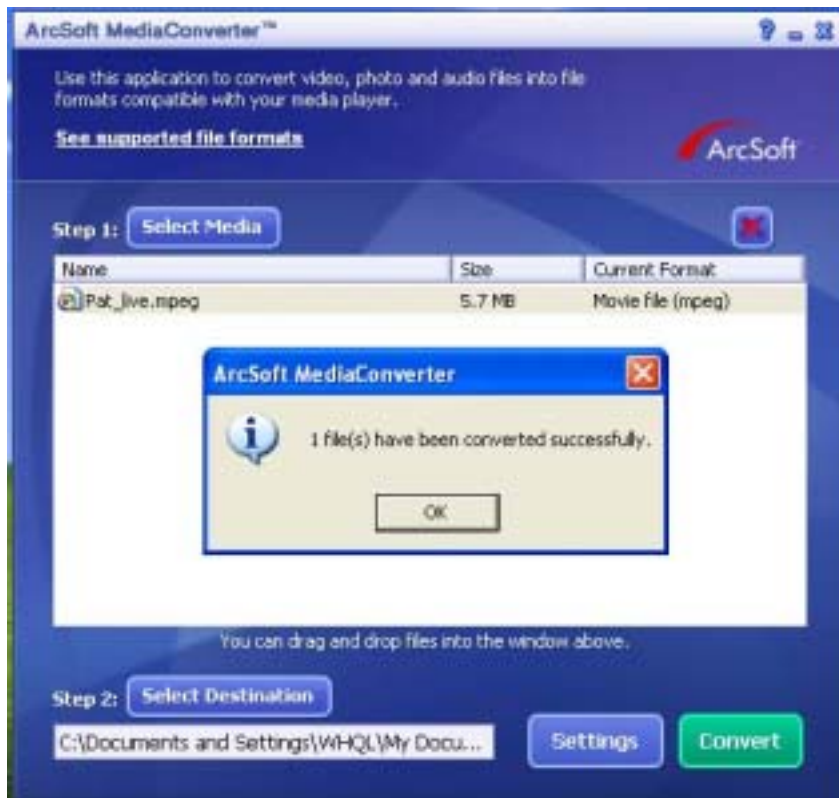 ArcSoft MediaConverter™
Use this application to convert video, photo and audio files into file
formats compatible with your media player.
See supported file formats
ArcSoft
Step 1: Select Media
Name Size Current Format
Pat_live.mpeg 5.7 MB Movie file (mpeg)
ArcSoft MediaConverter
1 file(s) have been converted successfully.
OK
You can drag and drop files into the window above.
Step 2: Select Destination
C:\Documents and Settings\WHQL\My Docu... Settings Convert